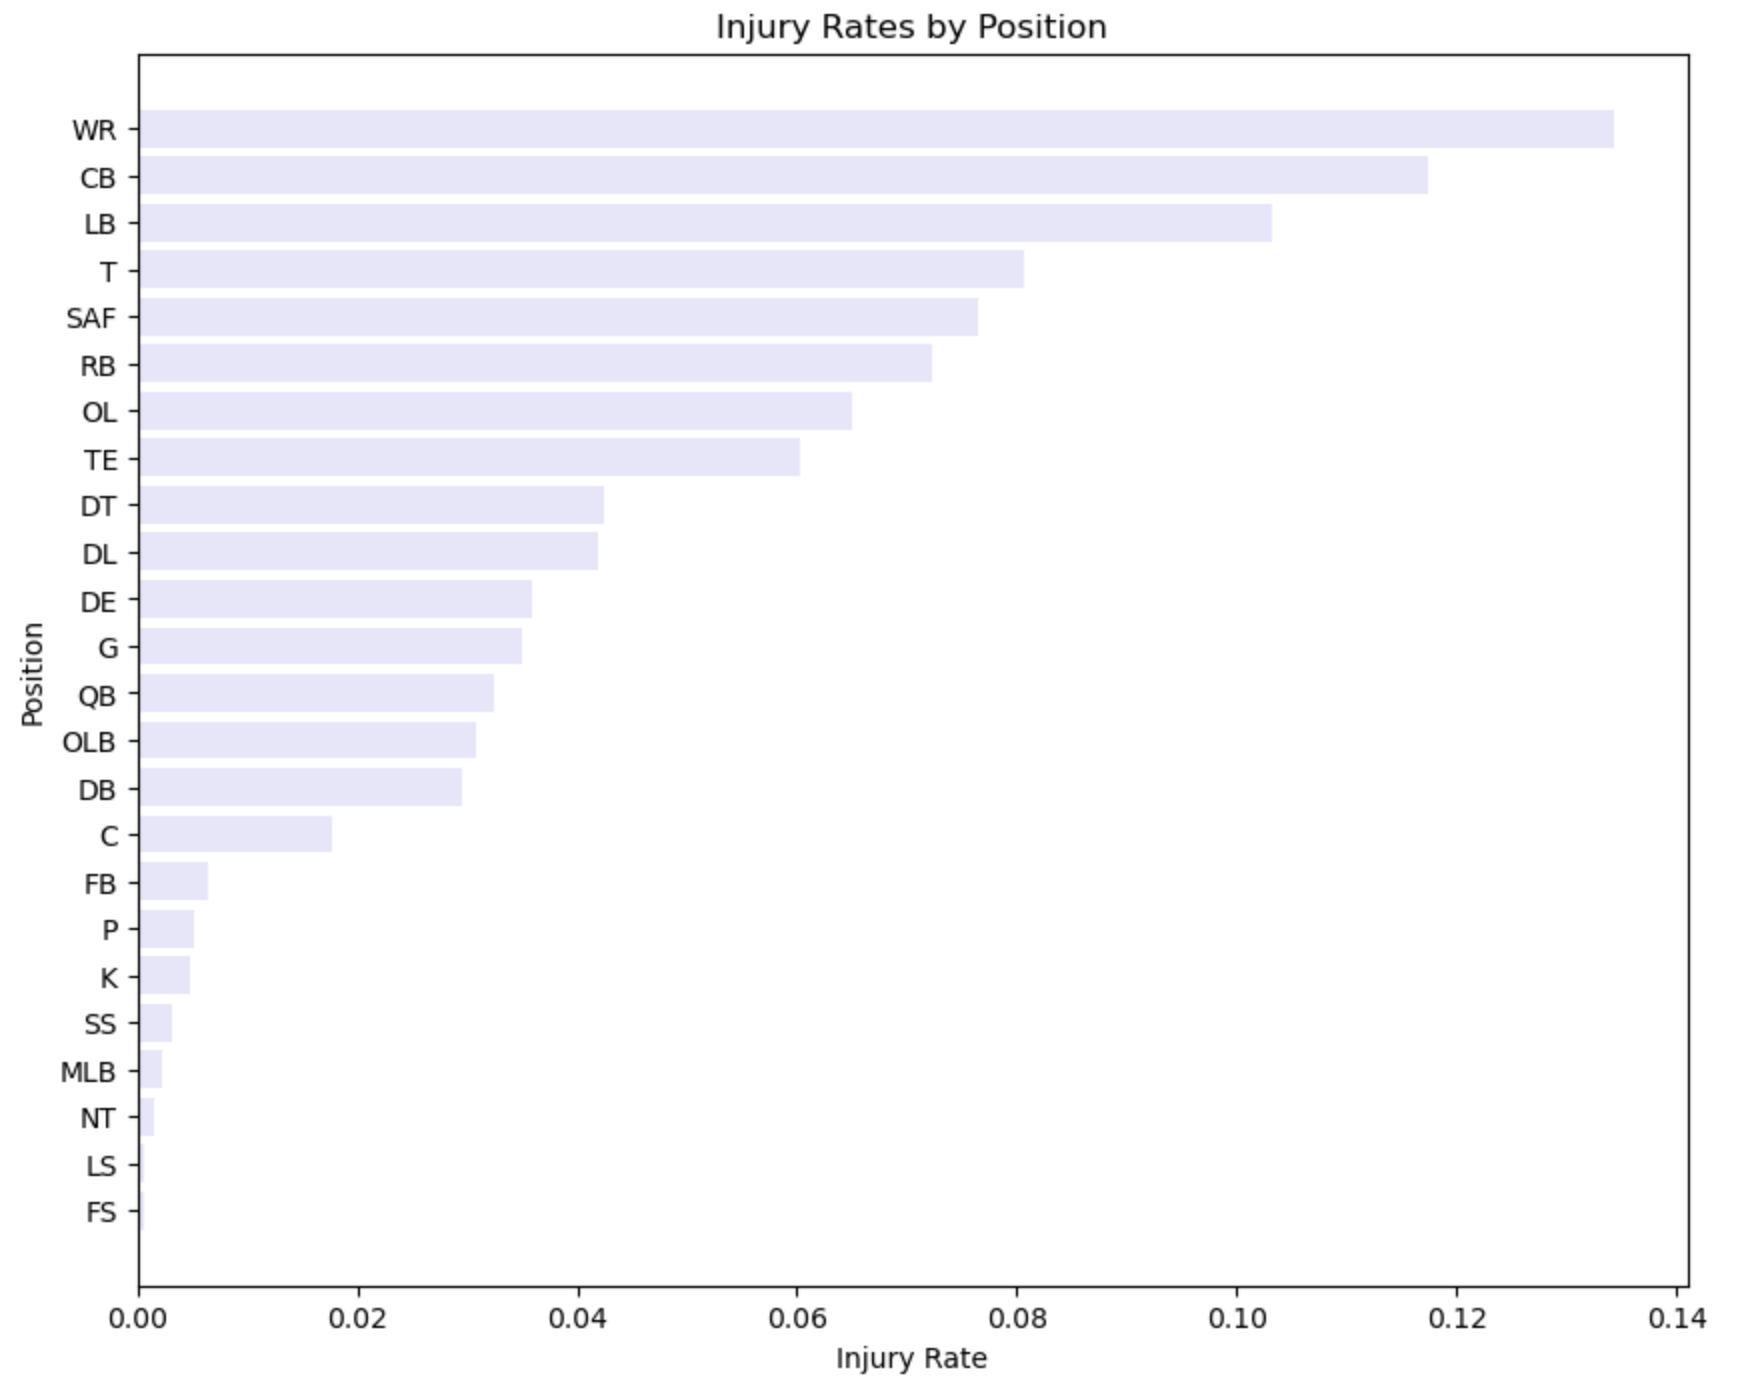 Injury Rates by Position
WR
CB
LB
T
SAF
RB
OL
TE
DT
DL
DE
G
QB
OLB
DB
C
FB
P
K
SS
MLB
NT
LS
FS
Position
0.00 0.02 0.04 0.06 0.08 0.10 0.12 0.14
Injury Rate